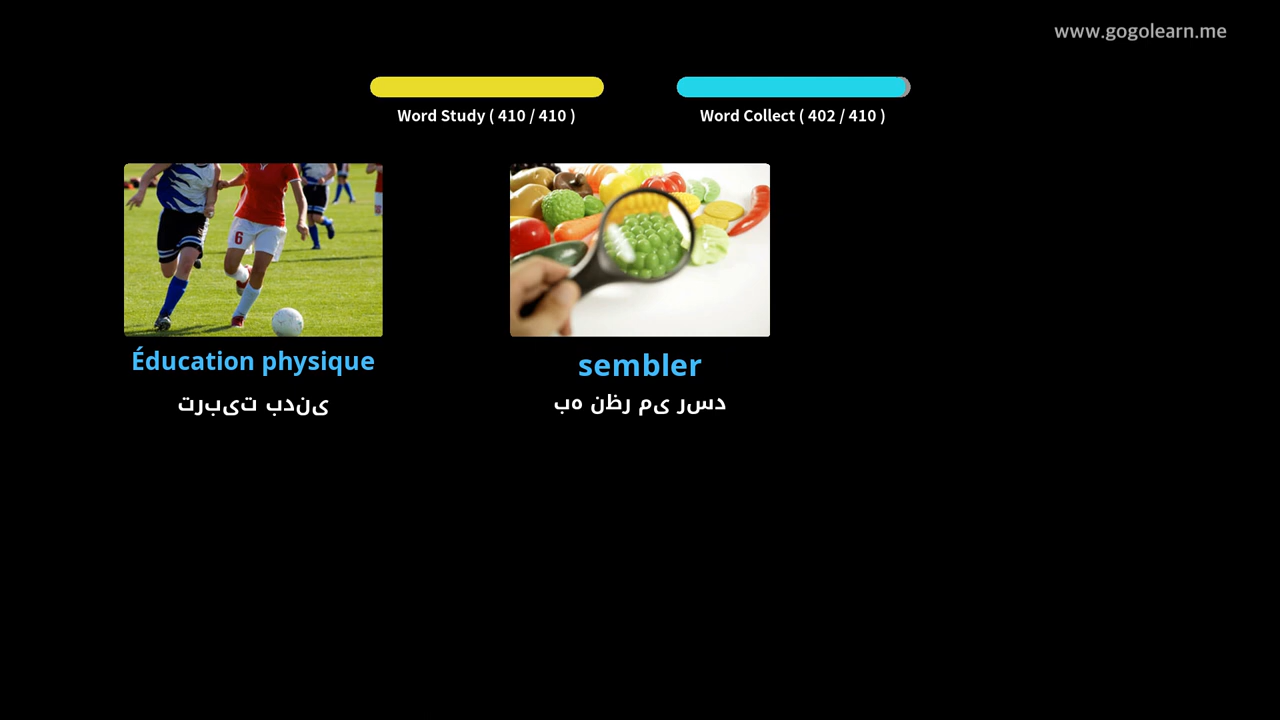 www.gogolearn.me
Word Study ( 410 / 410 )
Word Collect ( 402 / 410 )
Éducation physique
تربیت بدنی
sembler
به نظر می رسد